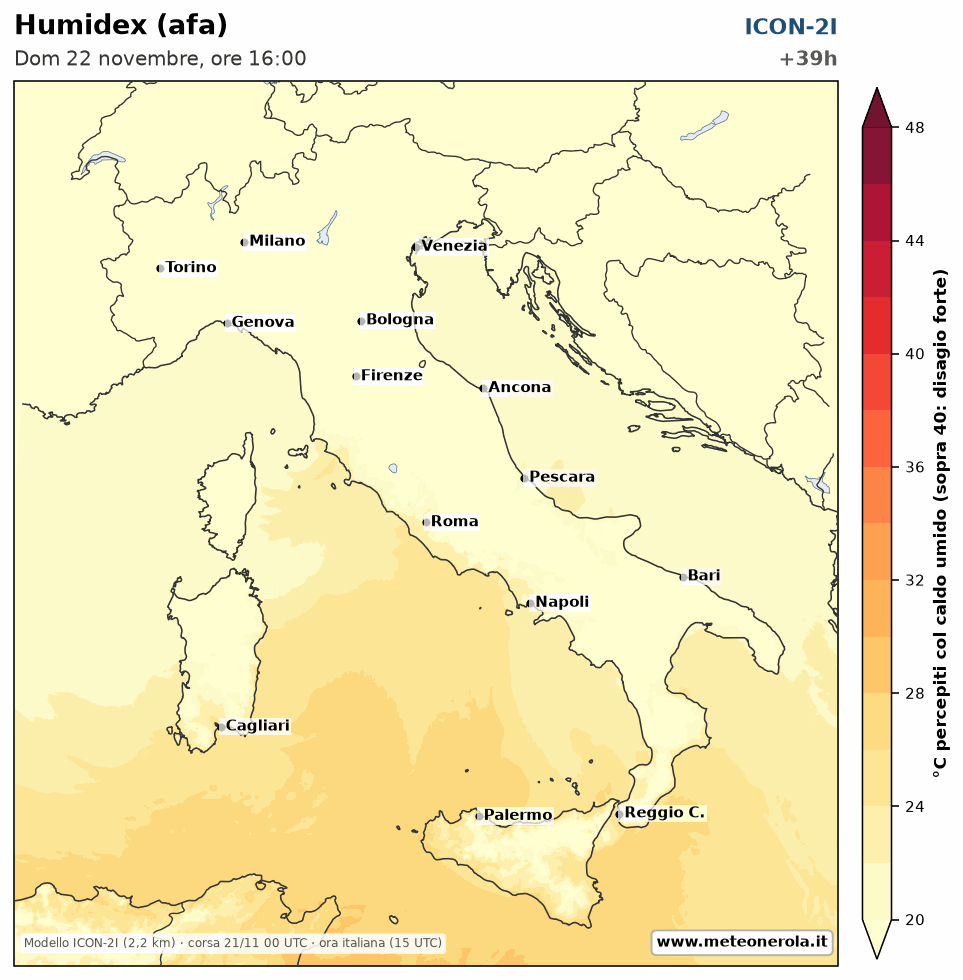 Humidex (afa)
ICON-2I
Dom 22 novembre, ore 16:00
+39h
Milano
Venezia
Torino
Genova
Bologna
Firenze
Ancona
Pescara
Roma
Bari
Napoli
Cagliari
Palermo
Reggio C.
48
44
40
36
32
28
24
20
°C percepiti col caldo umido (sopra 40: disagio forte)
Modello ICON-2I (2,2 km) · corsa 21/11 00 UTC · ora italiana (15 UTC)
www.meteonerola.it